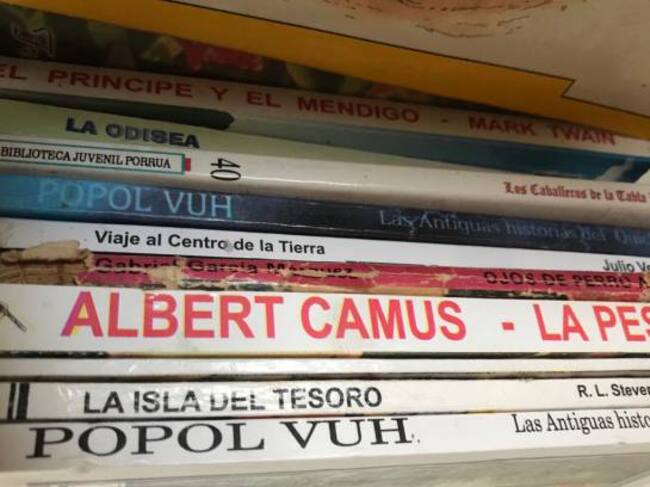 EL PRINCIPE Y EL MENDIGO - MARK TWAIN
LA ODISEA
BIBLIOTECA JUVENIL PORRUA 40 Los Caballeros de la Tabla
POPOL VUH Las Antiguas historias del Quic
Viaje al Centro de la Tierra Julio Ve
Gabriel García Márquez OJOS DE PERRO A
ALBERT CAMUS - LA PES
LA ISLA DEL TESORO R. L. Steven
POPOL VUH. Las Antiguas histo